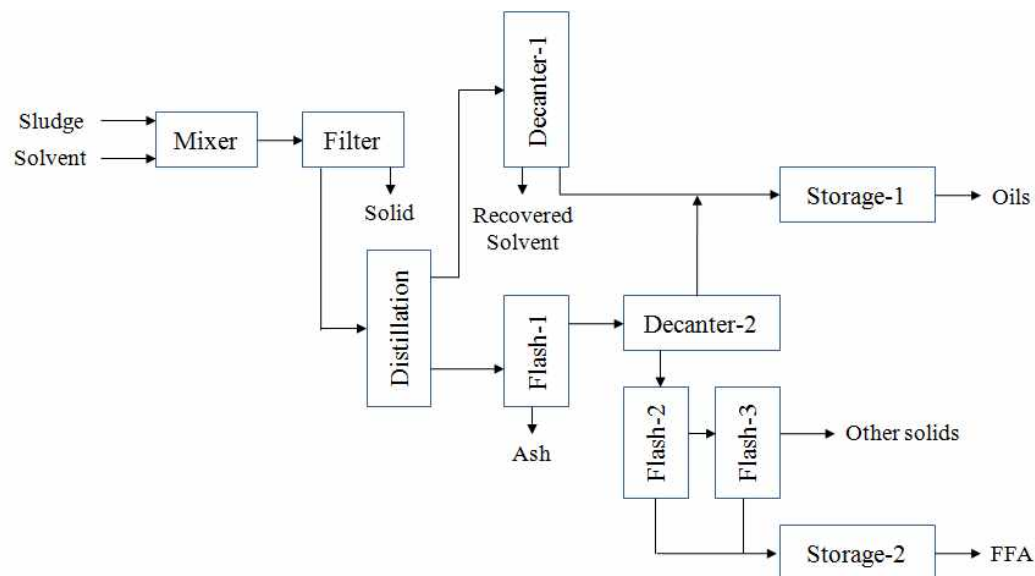 Decanter-1
Sludge
Solvent
Mixer
Filter
Solid
Recovered
Solvent
Storage-1
Oils
Distillation
Flash-1
Decanter-2
Ash
Flash-2
Flash-3
Other solids
Storage-2
FFA